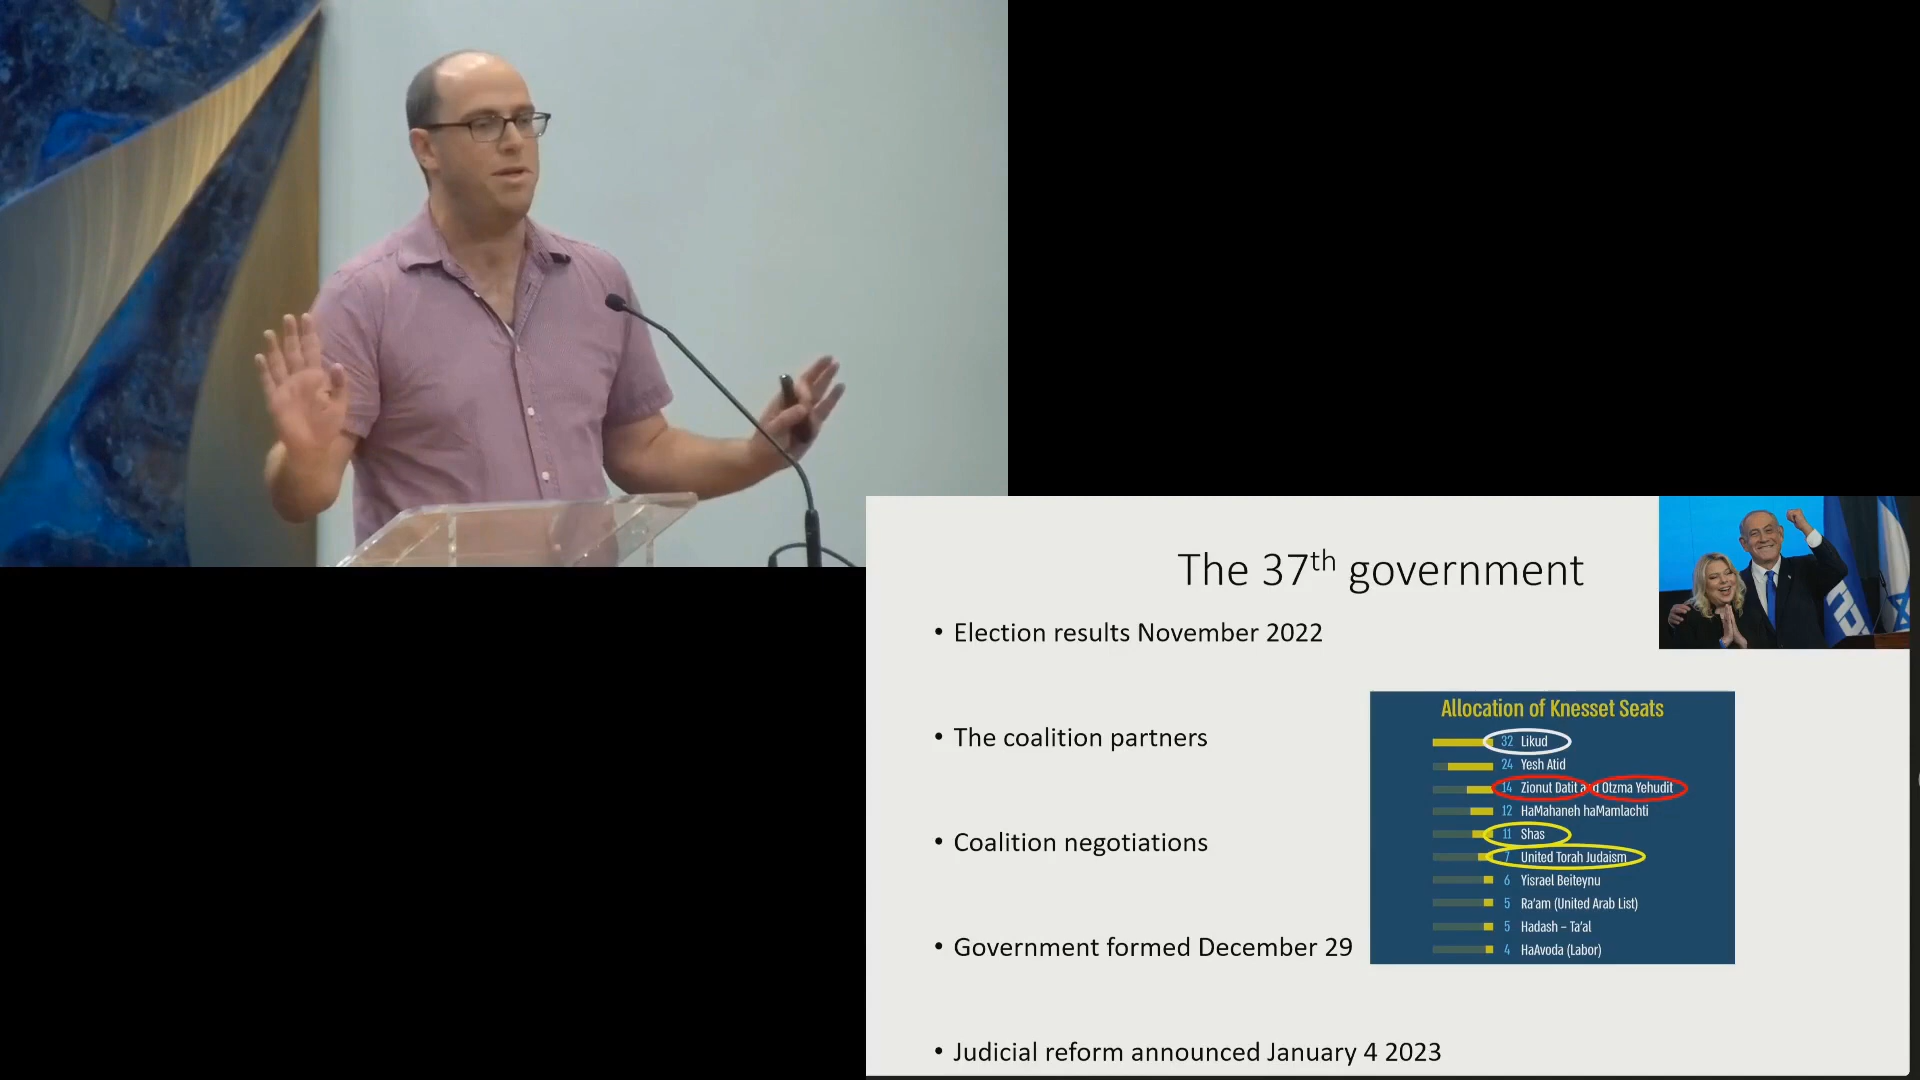 The 37th government
• Election results November 2022
• The coalition partners
• Coalition negotiations
• Government formed December 29
• Judicial reform announced January 4 2023
Allocation of Knesset Seats
32 Likud
24 Yesh Atid
14 Zionut Datit and Otzma Yehudit
12 HaMahaneh haMamlachti
11 Shas
7 United Torah Judaism
6 Yisrael Beiteynu
5 Ra'am (United Arab List)
5 Hadash – Ta'al
4 HaAvoda (Labor)